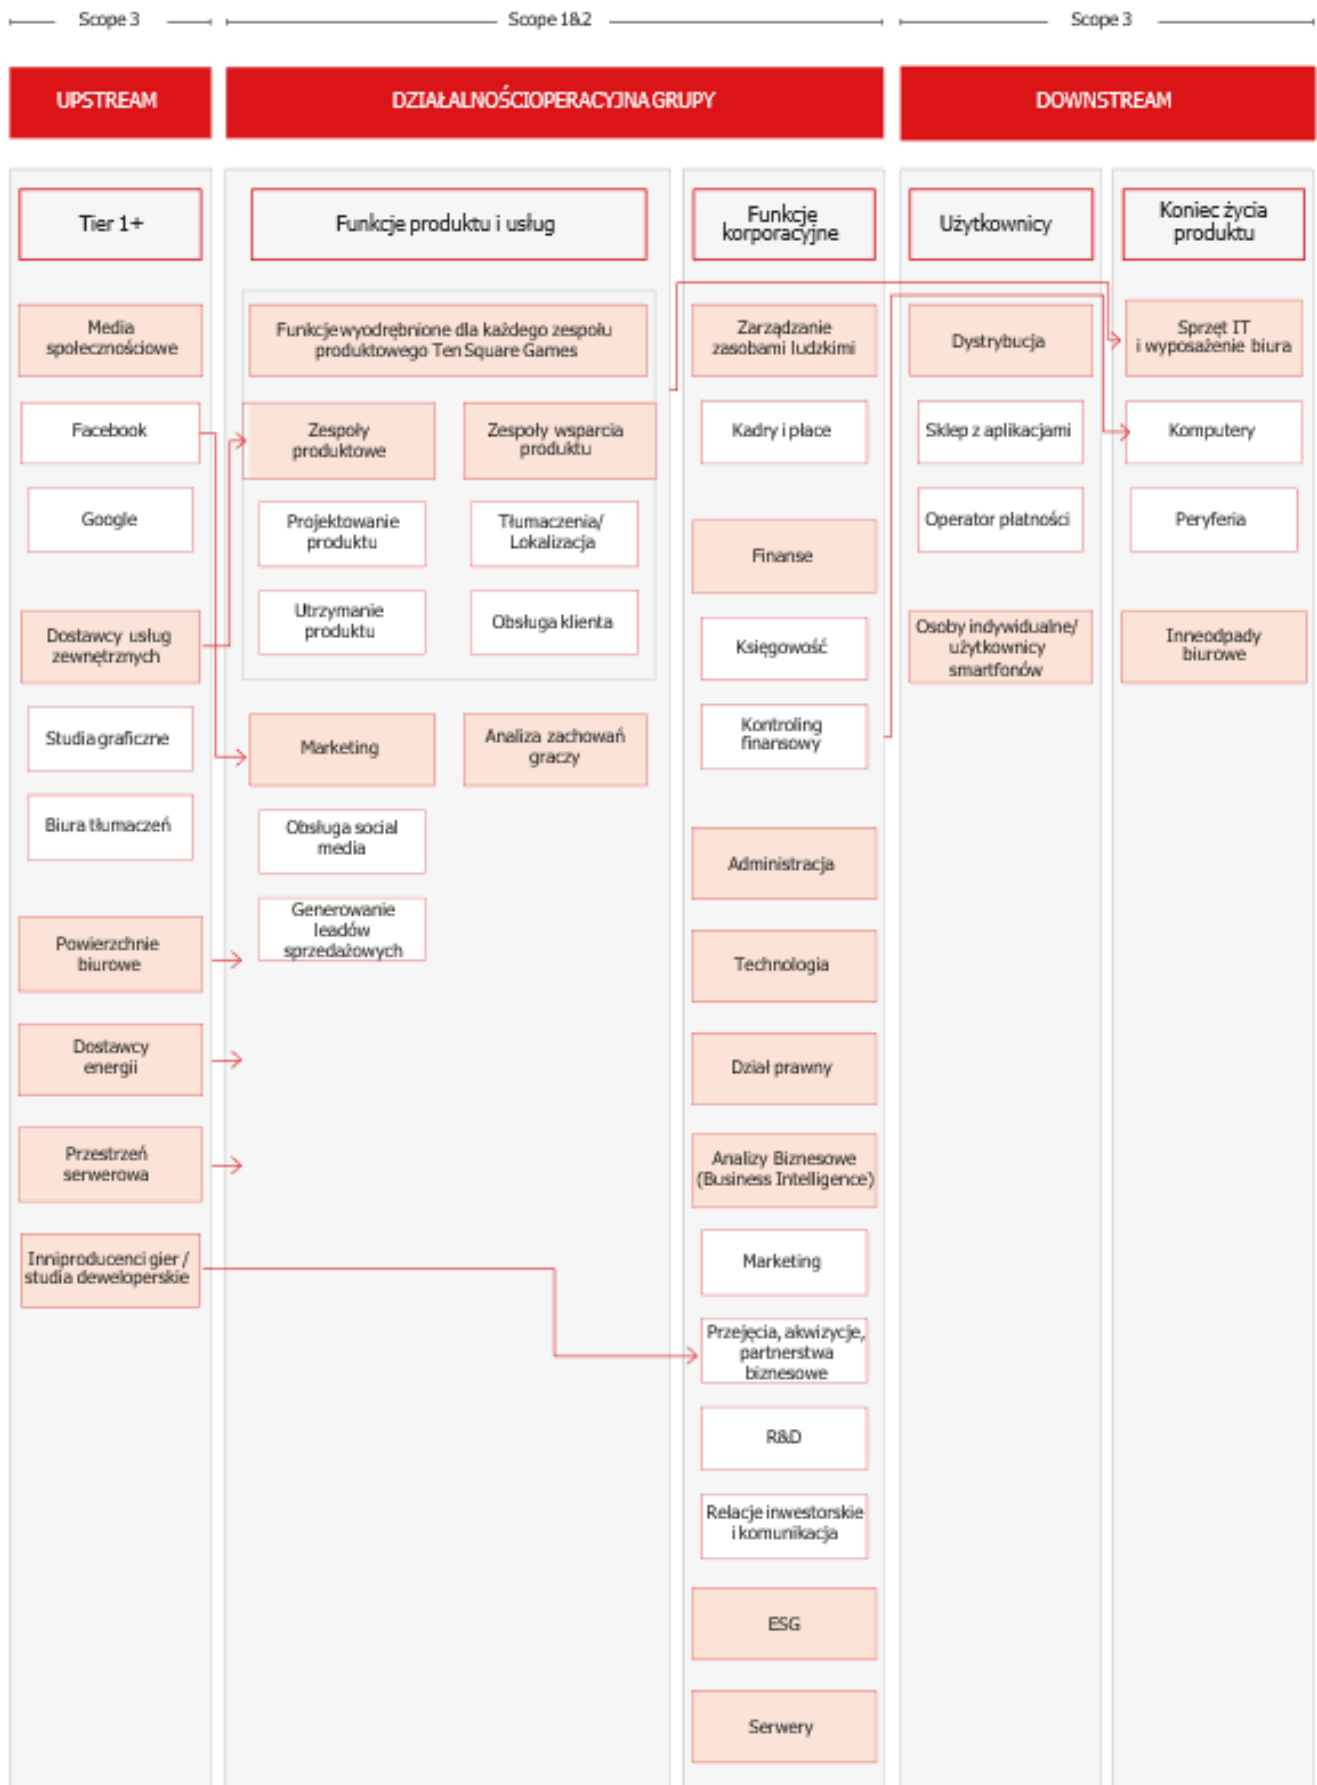 Scope 3
Scope 1&2
Scope 3
UPSTREAM
DZIAŁALNOŚCIOPERACYJNA GRUPY
DOWNSTREAM
Tier 1+
Media
społecznościowe
Facebook
Google
Dostawcy usług
zewnętrznych
Studia graficzne
Biura tłumaczeń
Powierzchnie
biurowe
Dostawcy
energii
Przestrzeń
serwerowa
Inniproducenci gier /
studia deweloperskie
Funkcje produktu i usług
Funkcje wyodrębnione dla każdego zespołu
produktowego Ten Square Games
Zespoły
produktowe
Projektowanie
produktu
Utrzymanie
produktu
Zespoły wsparcia
produktu
Tłumaczenia/
Lokalizacja
Obsługa klienta
Marketing
Obsługa social
media
Generowanie
leadów
sprzedażowych
Analiza zachowań
graczy
Funkcje
korporacyjne
Zarządzanie
zasobami ludzkimi
Kadry i płace
Finanse
Księgowość
Kontroling
finansowy
Administracja
Technologia
Dział prawny
Analizy Biznesowe
(Business Intelligence)
Marketing
Przejęcia, akwizycje,
partnerstwa
biznesowe
R&D
Relacje inwestorskie
i komunikacja
ESG
Serwery
Użytkownicy
Dystrybucja
Sklep z aplikacjami
Operator płatności
Osoby indywidualne/
użytkownicy
smartfonów
Koniec życia
produktu
Sprzęt IT
i wyposażenie biura
Komputery
Peryferia
Inneodpady
biurowe